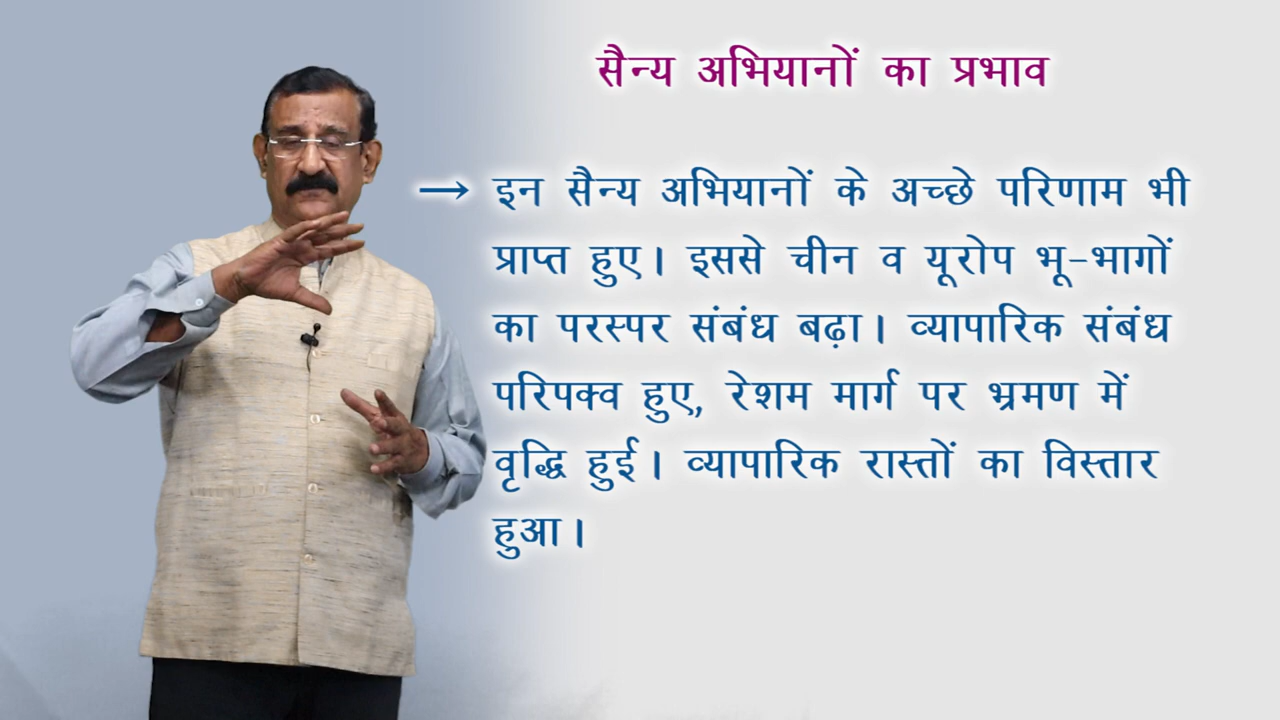 सैन्य अभियानों का प्रभाव
→ इन सैन्य अभियानों के अच्छे परिणाम भी
प्राप्त हुए। इससे चीन व यूरोप भू-भागों
का परस्पर संबंध बढ़ा। व्यापारिक संबंध
परिपक्व हुए, रेशम मार्ग पर भ्रमण में
वृद्धि हुई। व्यापारिक रास्तों का विस्तार
हुआ।